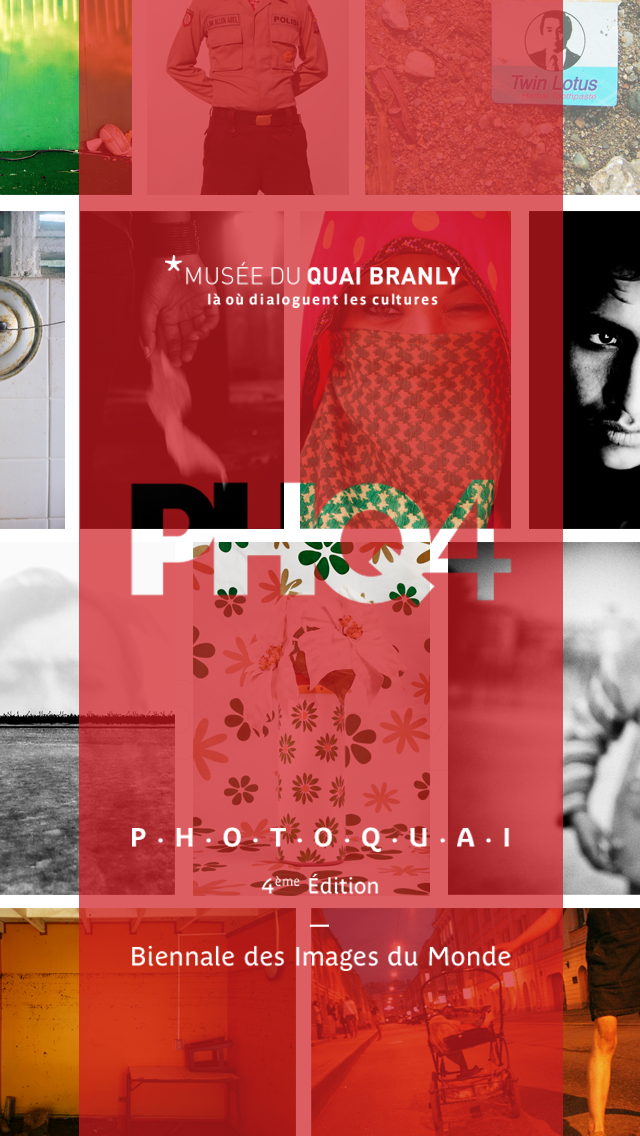 POLIS
Twin Lotus
*MUSÉE DU QUAI BRANLY
là où dialoguent les cultures
PHQ4+
P·H·O·T·O·Q·U·A·I
4ème Édition
—
Biennale des Images du Monde